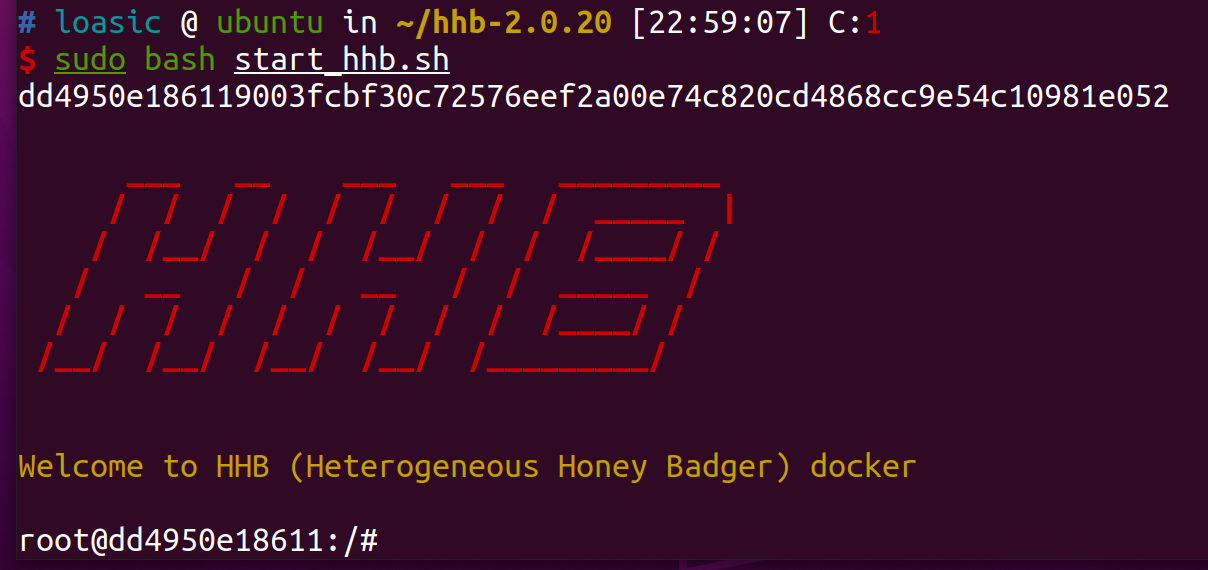 # loasic @ ubuntu in ~/hhb-2.0.20 [22:59:07] C:1
$ sudo bash start_hhb.sh
dd4950e186119003fcbf30c72576eef2a00e74c820cd4868cc9e54c10981e052
HHB
Welcome to HHB (Heterogeneous Honey Badger) docker
root@dd4950e18611:/#